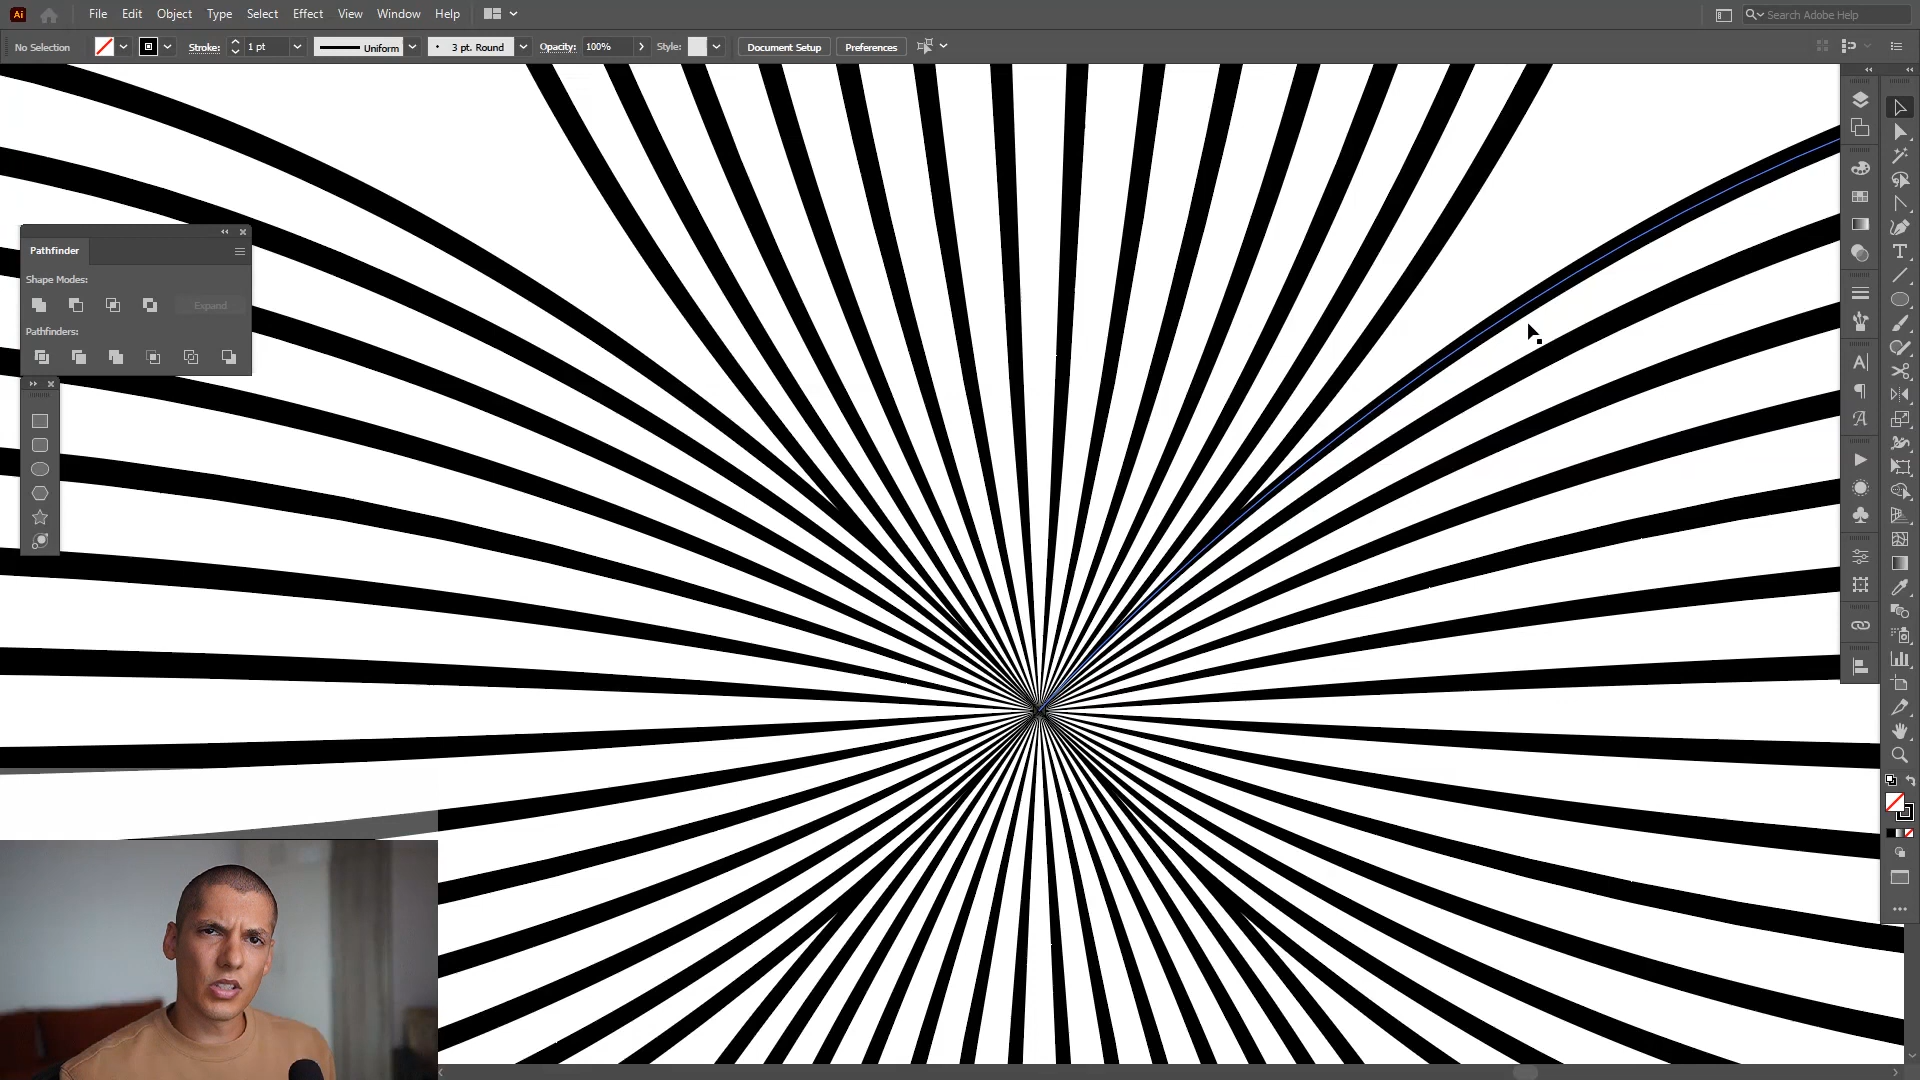 Ai File Edit Object Type Select Effect View Window Help Search Adobe Help
No Selection Stroke: 1 pt Uniform 3 pt. Round Opacity: 100% Style: Document Setup Preferences
Pathfinder
Shape Modes:
Expand
Pathfinders: